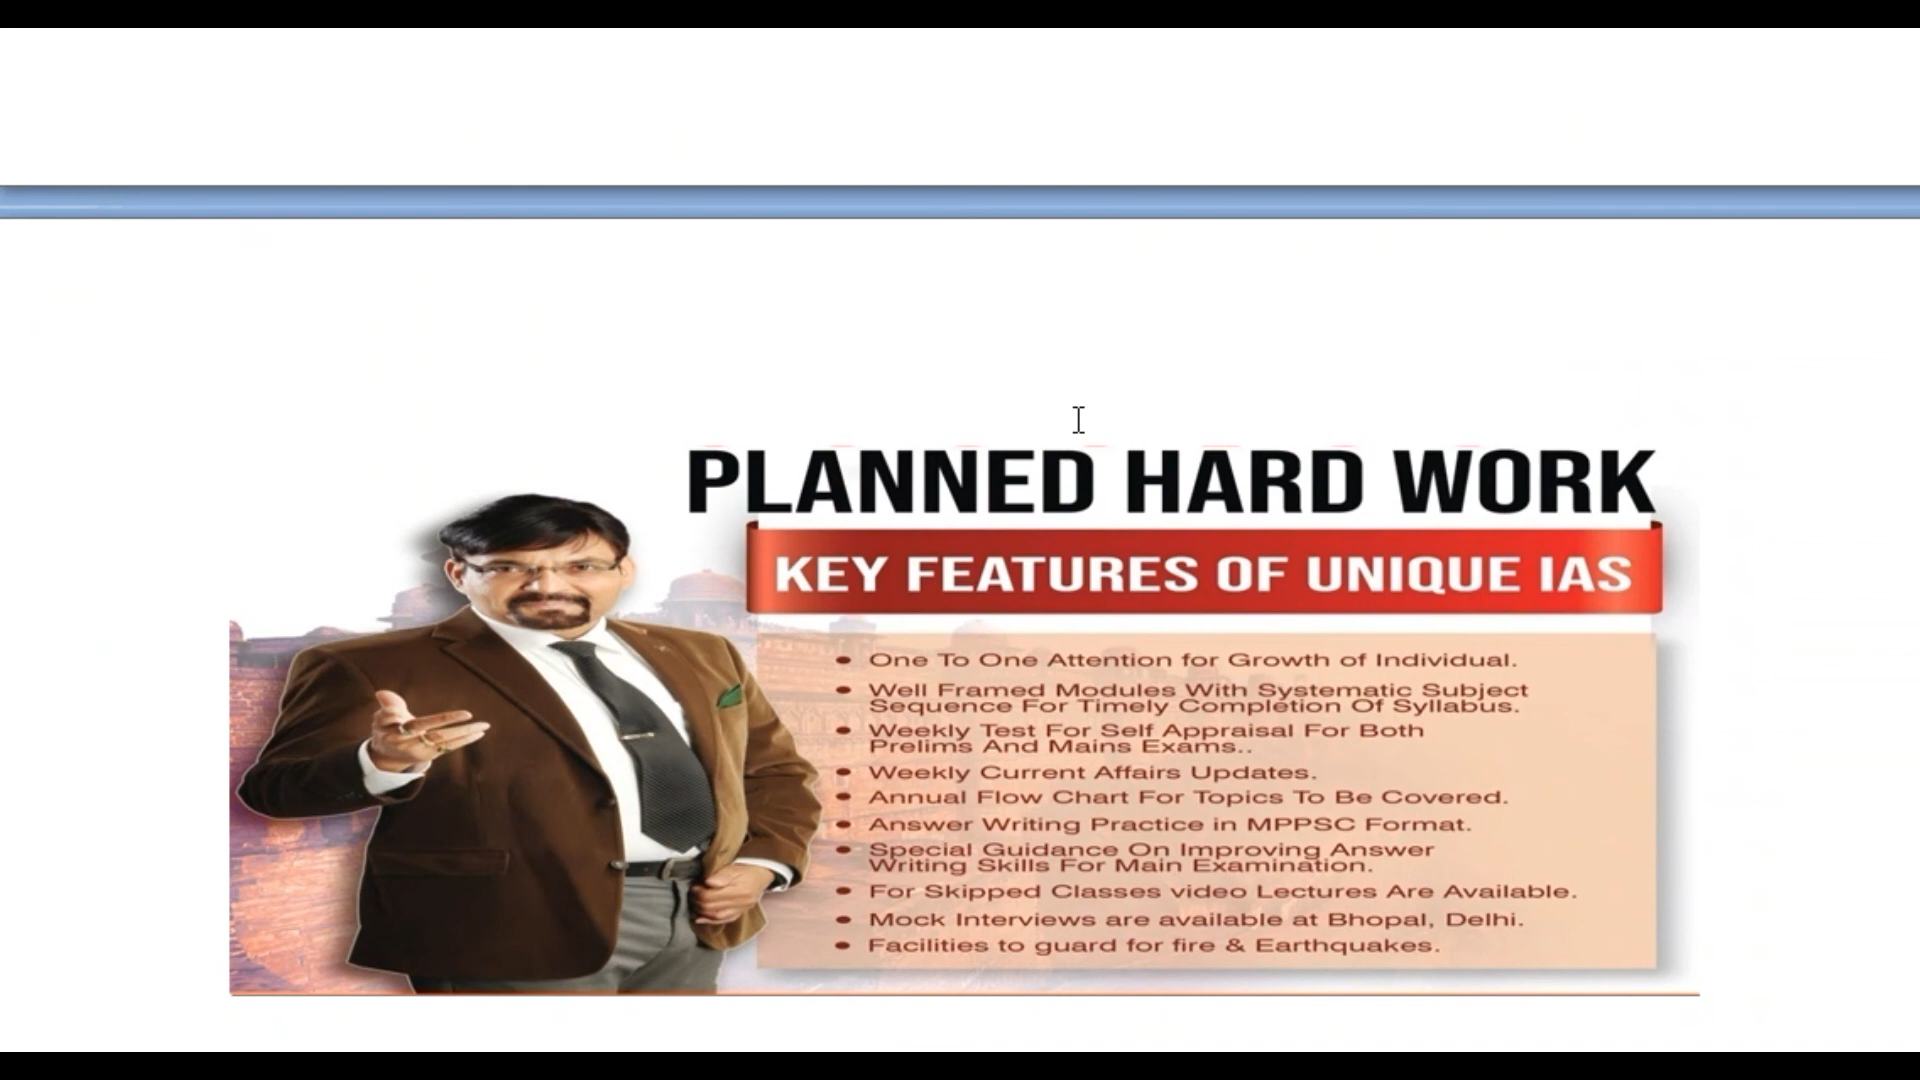 PLANNED HARD WORK
KEY FEATURES OF UNIQUE IAS
• One To One Attention for Growth of Individual.
• Well Framed Modules With Systematic Subject
Sequence For Timely Completion Of Syllabus.
• Weekly Test For Self Appraisal For Both
Prelims And Mains Exams..
• Weekly Current Affairs Updates.
• Annual Flow Chart For Topics To Be Covered.
• Answer Writing Practice in MPPSC Format.
• Special Guidance On Improving Answer
Writing Skills For Main Examination.
• For Skipped Classes video Lectures Are Available.
• Mock Interviews are available at Bhopal, Delhi.
• Facilities to guard for fire & Earthquakes.